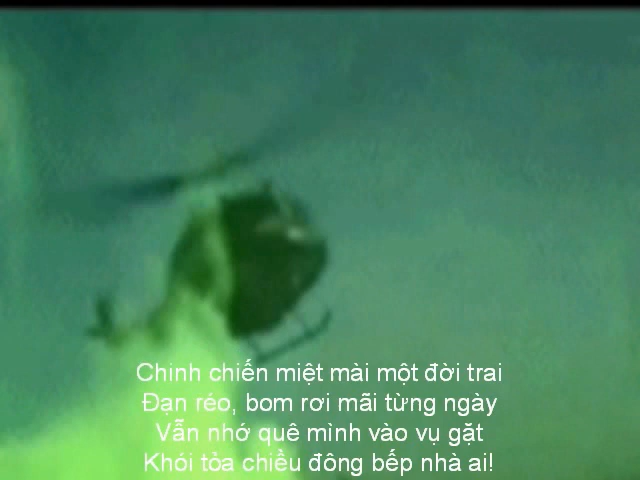 Chinh chiến miệt mài một đời trai
Đạn réo, bom rơi mãi từng ngày
Vẫn nhớ quê mình vào vụ gặt
Khói tỏa chiều đông bếp nhà ai!